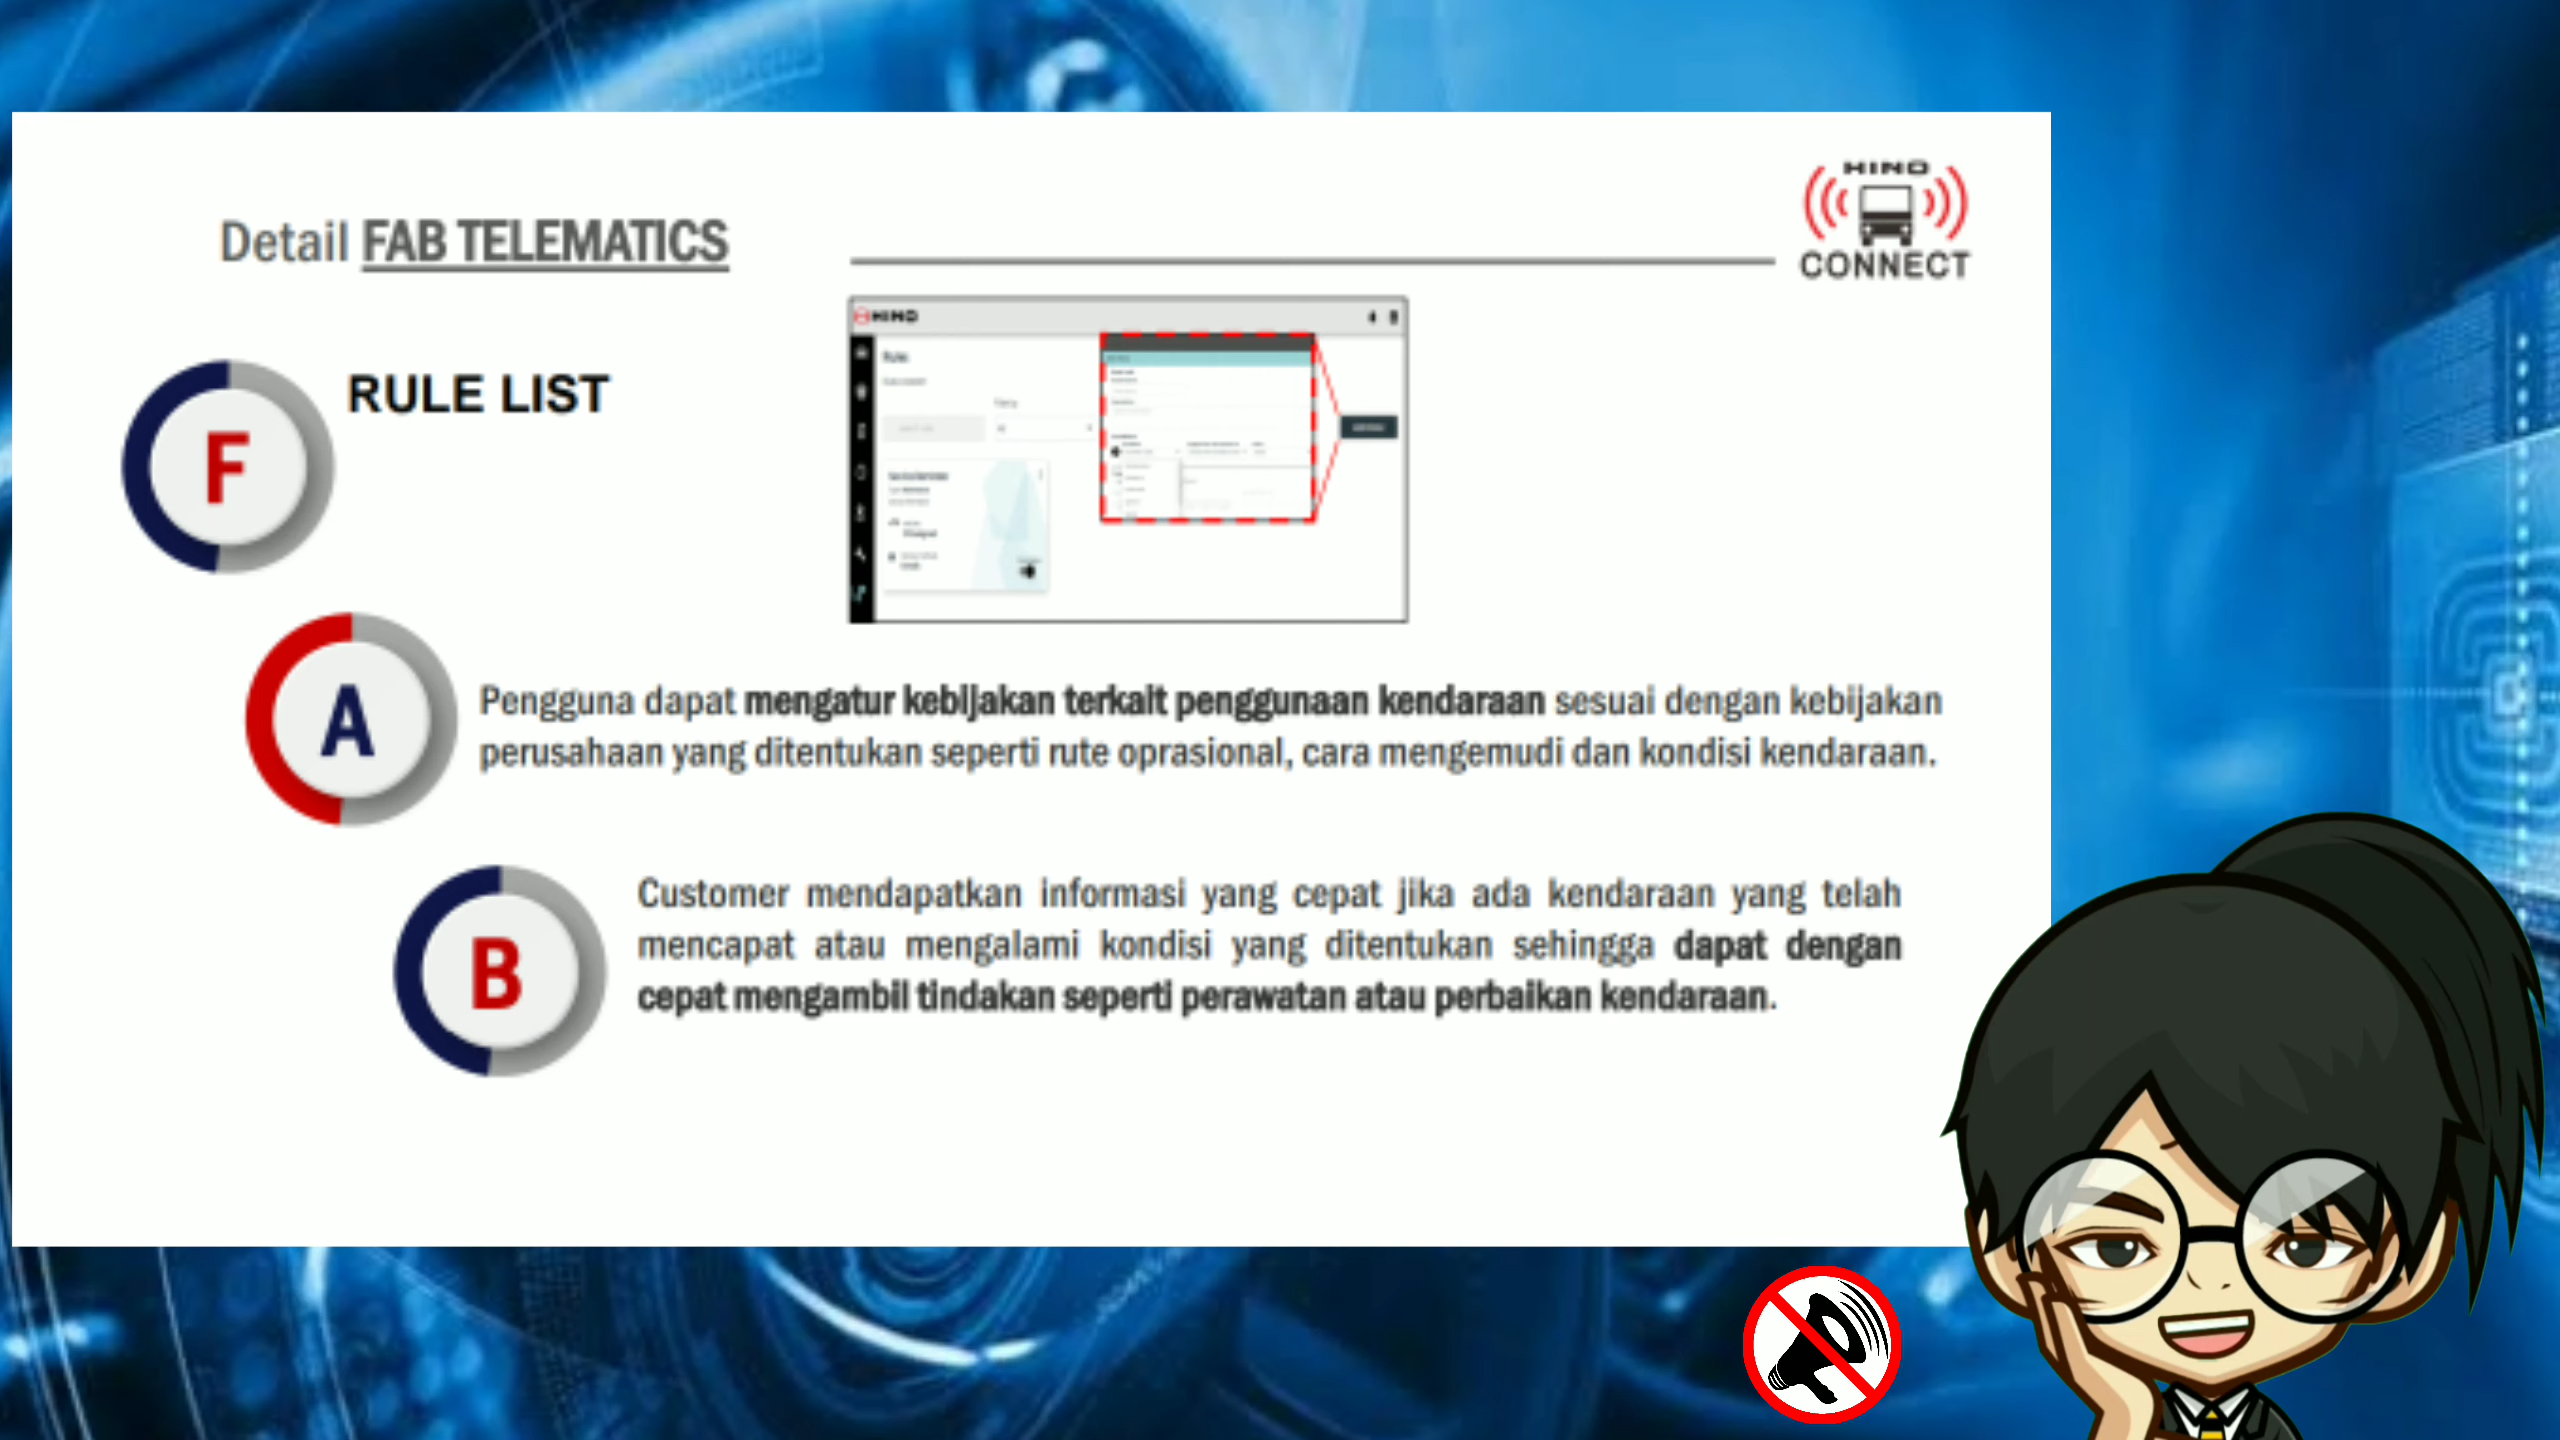 HINO
CONNECT
Detail FAB TELEMATICS
HINO
Rules
F
RULE LIST
A
Pengguna dapat mengatur kebijakan terkait penggunaan kendaraan sesuai dengan kebijakan
perusahaan yang ditentukan seperti rute oprasional, cara mengemudi dan kondisi kendaraan.
B
Customer mendapatkan informasi yang cepat jika ada kendaraan yang telah
mencapat atau mengalami kondisi yang ditentukan sehingga dapat dengan
cepat mengambil tindakan seperti perawatan atau perbaikan kendaraan.